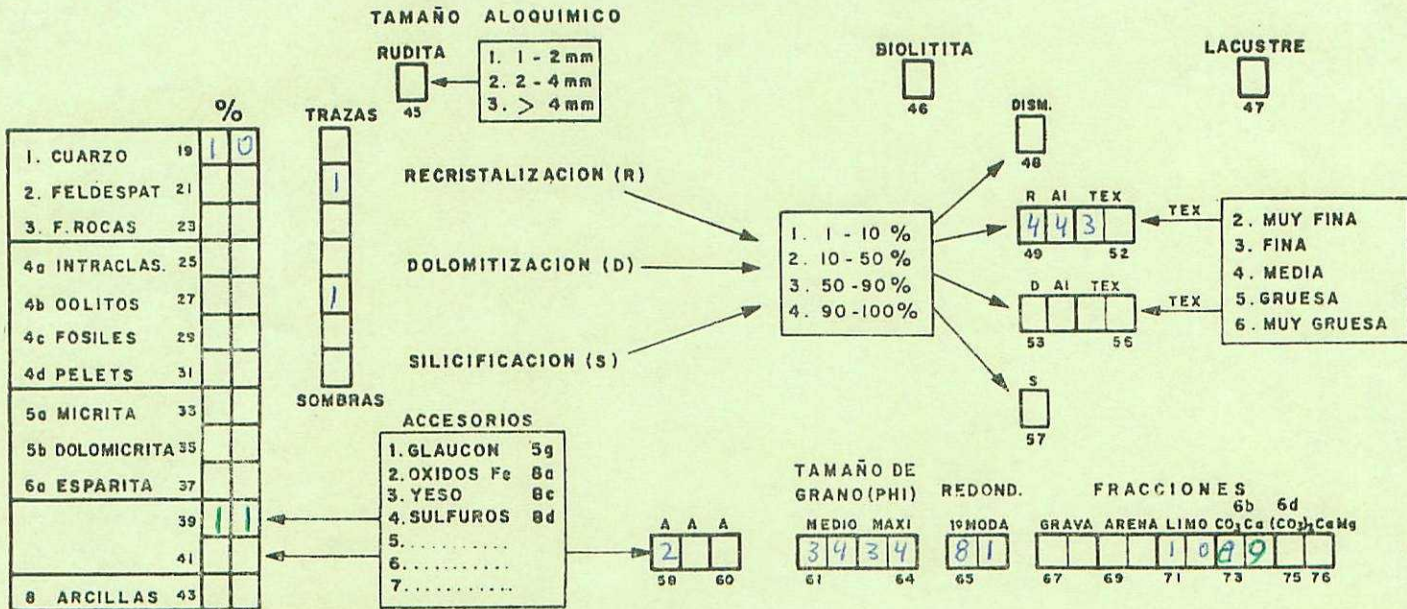 TAMAÑO ALOQUIMICO
RUDITA
45
1. 1 - 2 mm
2. 2 - 4 mm
3. > 4 mm
BIOLITITA
46
LACUSTRE
47
%
TRAZAS
1. CUARZO 19 1 0
2. FELDESPAT 21 1
3. F. ROCAS 23
4a INTRACLAS. 25
4b OOLITOS 27 1
4c FOSILES 29
4d PELETS 31
5a MICRITA 33
5b DOLOMICRITA 35
6a ESPARITA 37
39 1 1
41
8 ARCILLAS 43
SOMBRAS
RECRISTALIZACION (R)
DOLOMITIZACION (D)
SILICIFICACION (S)
1. 1 - 10 %
2. 10 - 50 %
3. 50 - 90 %
4. 90 - 100 %
DISM.
48
R AI TEX
4 4 3
49 52
TEX
D AI TEX
53 56
TEX
S
57
2. MUY FINA
3. FINA
4. MEDIA
5. GRUESA
6. MUY GRUESA
ACCESORIOS
1. GLAUCON 5g
2. OXIDOS Fe 8a
3. YESO 8c
4. SULFUROS 8d
5. ..........
6. ..........
7. ..........
A A A
2
58 60
TAMAÑO DE
GRANO (PHI)
MEDIO MAXI
3 4 3 4
61 64
REDOND.
1º MODA
8 1
65
FRACCIONES
6b 6d
GRAVA ARENA LIMO CO₃Ca (CO₃)₂CaMg
1 0 8 9
67 69 71 73 75 76